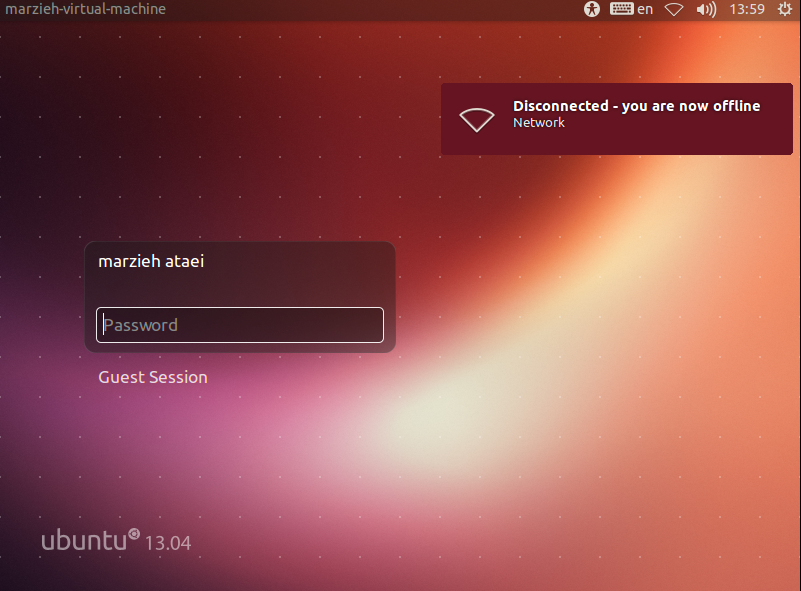 marzieh-virtual-machine
en
13:59
Disconnected - you are now offline
Network
marzieh ataei
Password
Guest Session
ubuntu 13.04